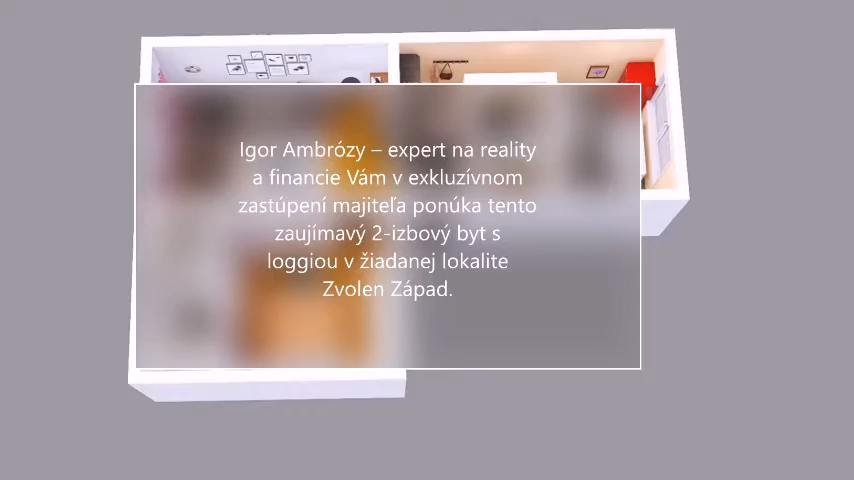 Igor Ambrózy – expert na reality
a financie Vám v exkluzívnom
zastúpení majiteľa ponúka tento
zaujímavý 2-izbový byt s
loggiou v žiadanej lokalite
Zvolen Západ.